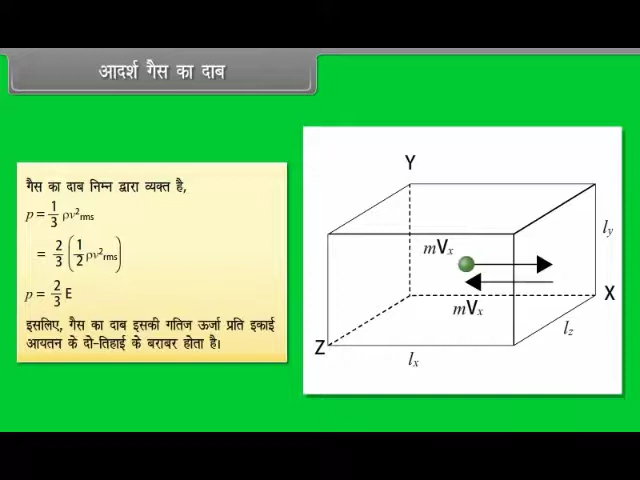 आदर्श गैस का दाब
गैस का दाब निम्न द्वारा व्यक्त है,
p = 1/3 ρv²rms
= 2/3 (1/2 ρv²rms)
p = 2/3 E
इसलिए, गैस का दाब इसकी गतिज ऊर्जा प्रति इकाई
आयतन के दो-तिहाई के बराबर होता है।
Y
mVx
ly
mVx
X
Z
lx
lz